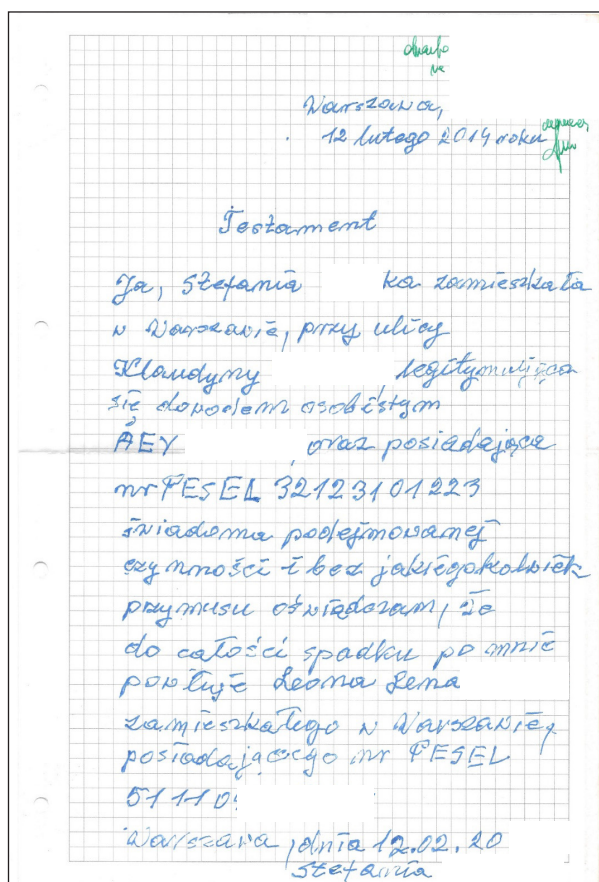 Warszawa,
12 lutego 2014 roku
Testament
Ja, Stefania ka zamieszkała
w Warszawie, przy ulicy
Klaudyny legitymująca
się dowodem osobistym
AEY oraz posiadająca
nr PESEL 32123101223
świadoma podejmowanej
czynności i bez jakiegokolwiek
przymusu oświadczam, że
do całości spadku po mnie
powołuję Leona
zamieszkałego w Warszawie,
posiadającego nr PESEL
51110
Warszawa, dnia 12.02.20
Stefania